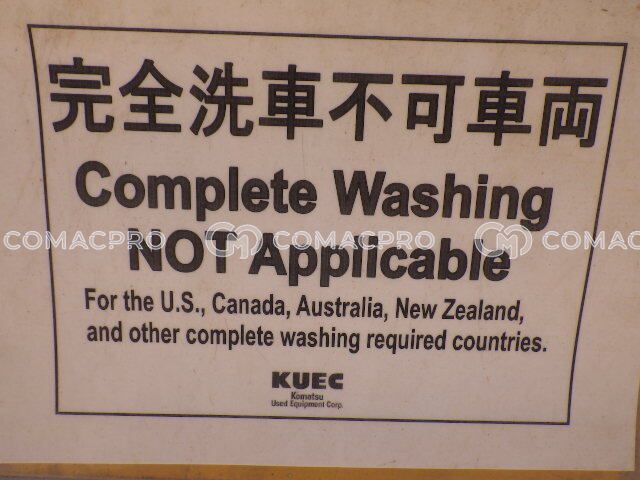 完全洗車不可車両
Complete Washing
NOT Applicable
COMACPRO COMACPRO COMACPRO
For the U.S., Canada, Australia, New Zealand,
and other complete washing required countries.
KUEC
Komatsu
Used Equipment Corp.